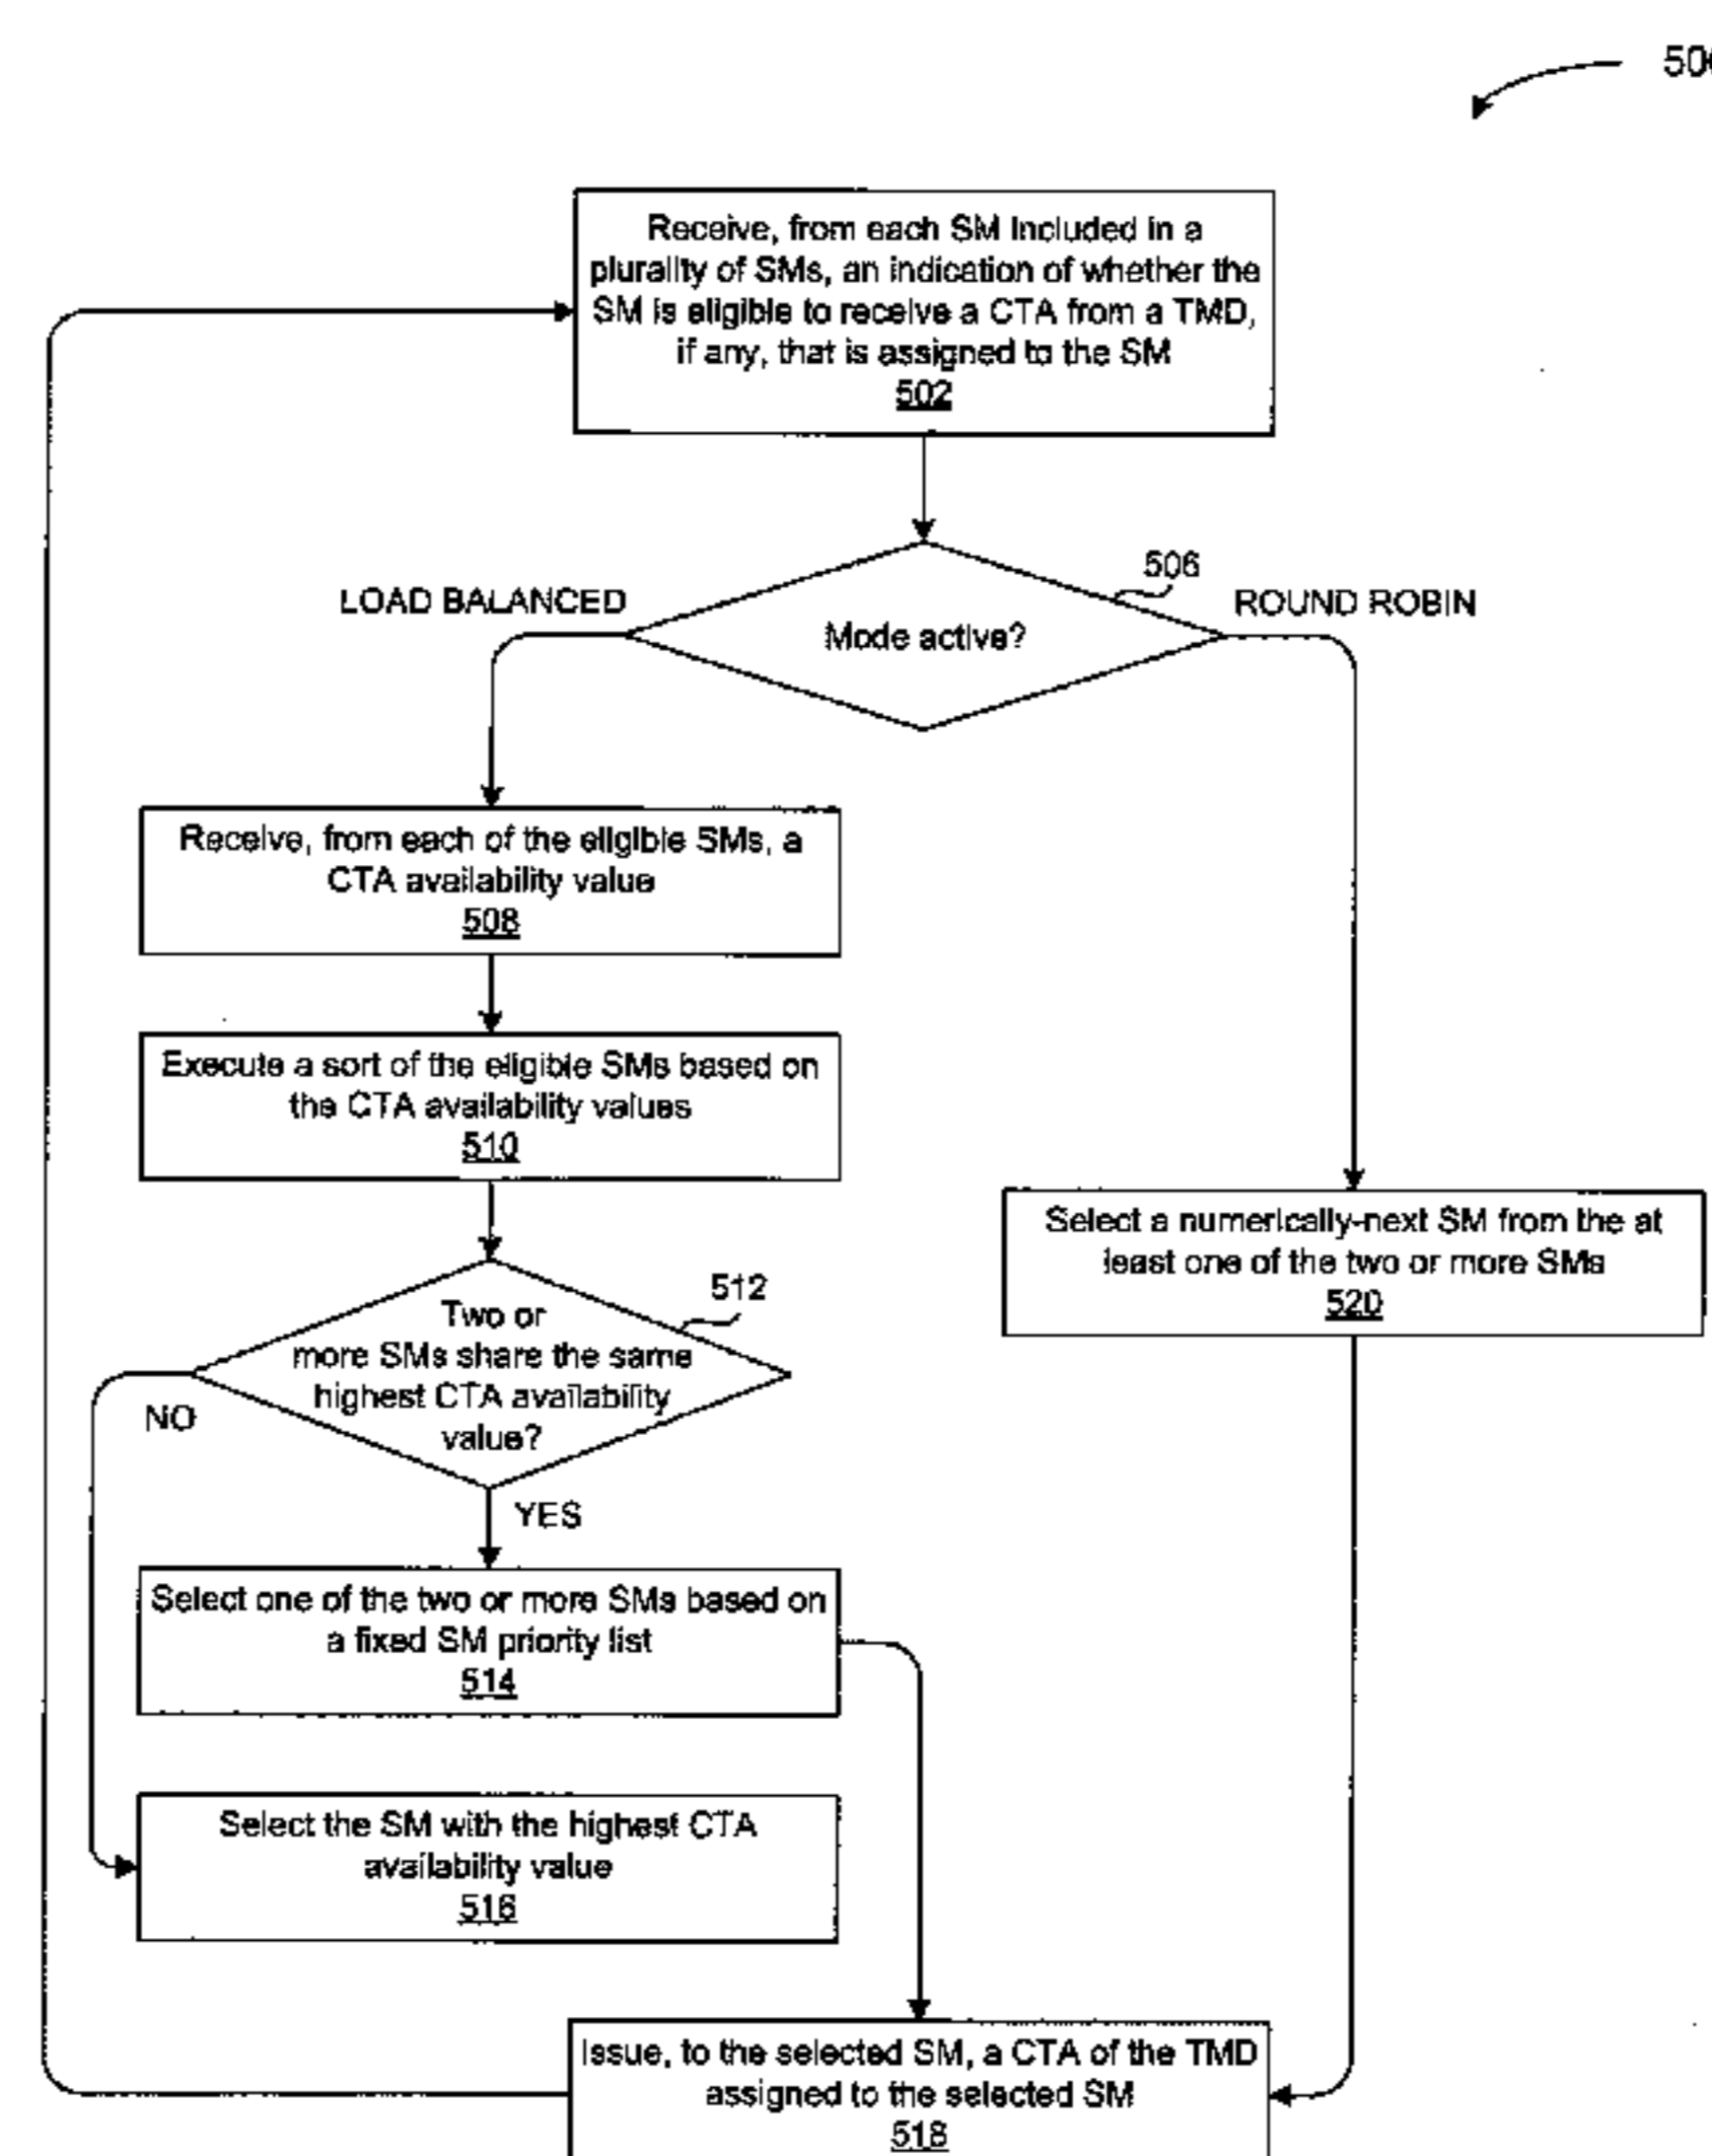 Receive, from each SM included in a
plurality of SMs, an indication of whether the
SM is eligible to receive a CTA from a TMD,
if any, that is assigned to the SM
502
506
LOAD BALANCED
ROUND ROBIN
Mode active?
Receive, from each of the eligible SMs, a
CTA availability value
508
Execute a sort of the eligible SMs based on
the CTA availability values
510
Select a numerically-next SM from the at
least one of the two or more SMs
520
512
Two or
more SMs share the same
highest CTA availability
value?
NO
YES
Select one of the two or more SMs based on
a fixed SM priority list
514
Select the SM with the highest CTA
availability value
516
Issue, to the selected SM, a CTA of the TMD
assigned to the selected SM
518